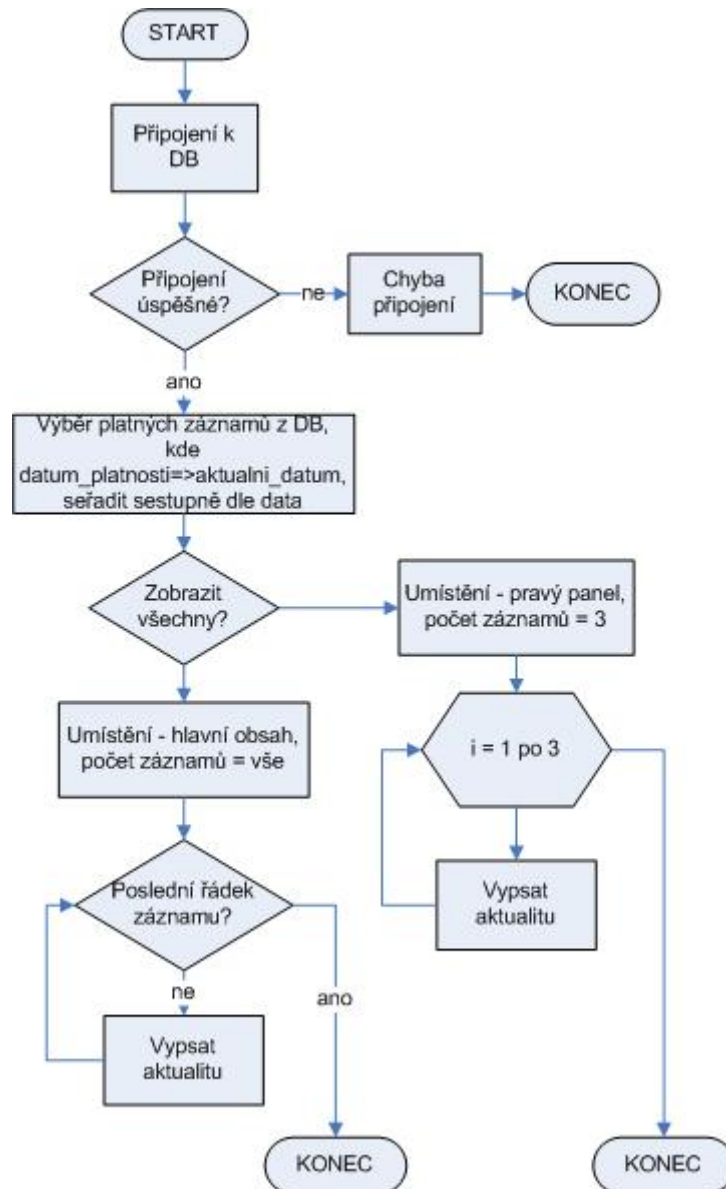 START
Připojení k
DB
Připojení
úspěšné?
ne
Chyba
připojení
KONEC
ano
Výběr platných záznamů z DB,
kde
datum_platnosti=>aktualni_datum,
seřadit sestupně dle data
Zobrazit
všechny?
Umístění - pravý panel,
počet záznamů = 3
Umístění - hlavní obsah,
počet záznamů = vše
i = 1 po 3
Poslední řádek
záznamu?
Vypsat
aktualitu
ne
ano
Vypsat
aktualitu
KONEC
KONEC